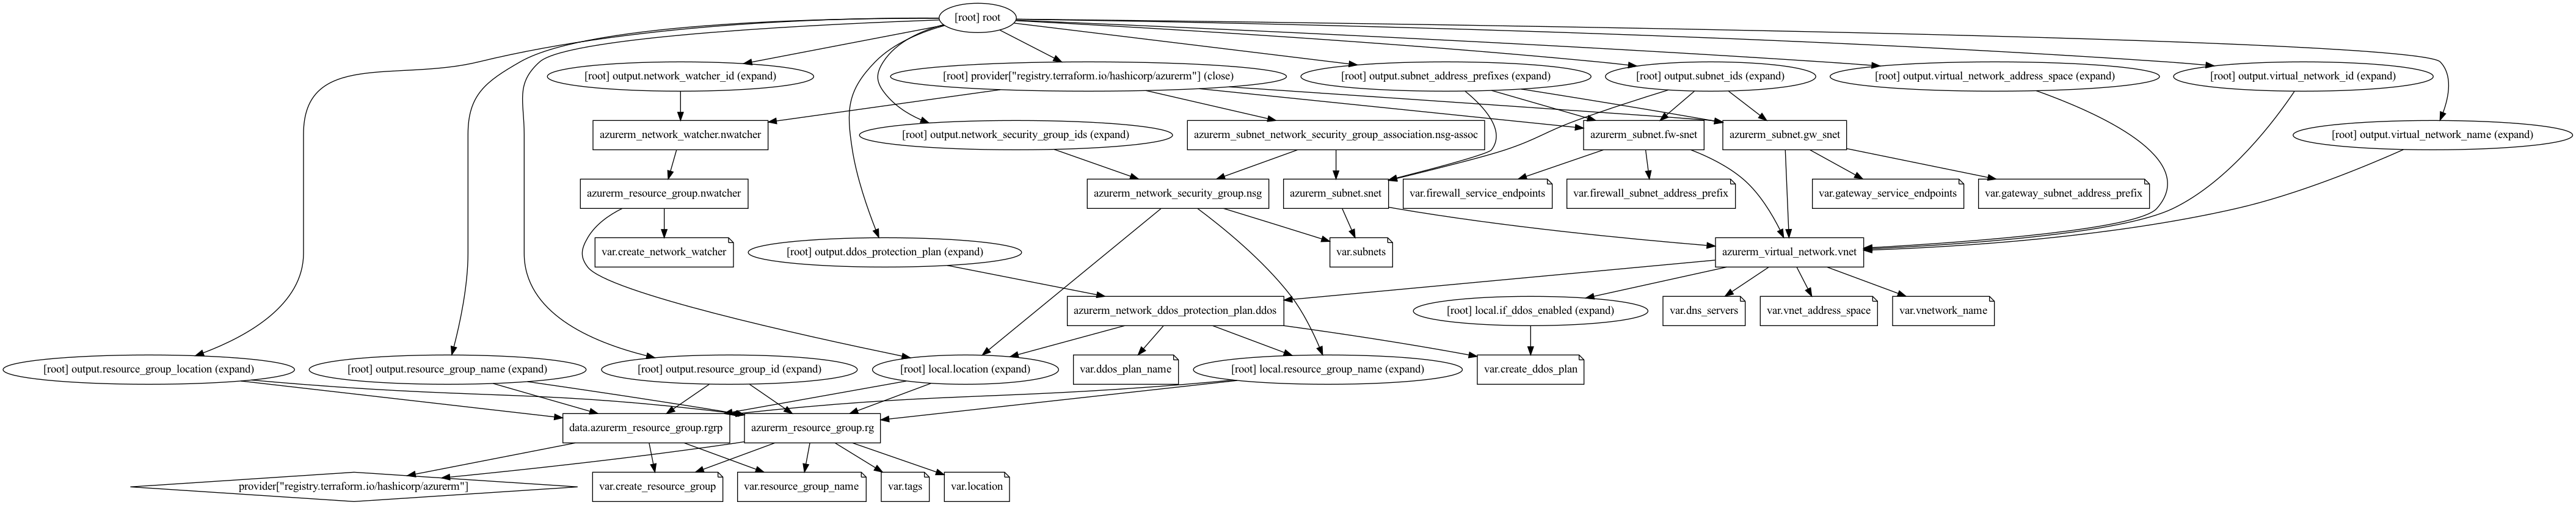 [root] root
[root] output.network_watcher_id (expand)
[root] provider["registry.terraform.io/hashicorp/azurerm"] (close)
[root] output.subnet_address_prefixes (expand)
[root] output.subnet_ids (expand)
[root] output.virtual_network_address_space (expand)
[root] output.virtual_network_id (expand)
azurerm_network_watcher.nwatcher
[root] output.network_security_group_ids (expand)
azurerm_subnet_network_security_group_association.nsg-assoc
azurerm_subnet.fw-snet
azurerm_subnet.gw_snet
[root] output.virtual_network_name (expand)
azurerm_resource_group.nwatcher
azurerm_network_security_group.nsg
azurerm_subnet.snet
var.firewall_service_endpoints
var.firewall_subnet_address_prefix
var.gateway_service_endpoints
var.gateway_subnet_address_prefix
var.create_network_watcher
[root] output.ddos_protection_plan (expand)
var.subnets
azurerm_virtual_network.vnet
azurerm_network_ddos_protection_plan.ddos
[root] local.if_ddos_enabled (expand)
var.dns_servers
var.vnet_address_space
var.vnetwork_name
[root] output.resource_group_location (expand)
[root] output.resource_group_name (expand)
[root] output.resource_group_id (expand)
[root] local.location (expand)
var.ddos_plan_name
[root] local.resource_group_name (expand)
var.create_ddos_plan
data.azurerm_resource_group.rgrp
azurerm_resource_group.rg
provider["registry.terraform.io/hashicorp/azurerm"]
var.create_resource_group
var.resource_group_name
var.tags
var.location